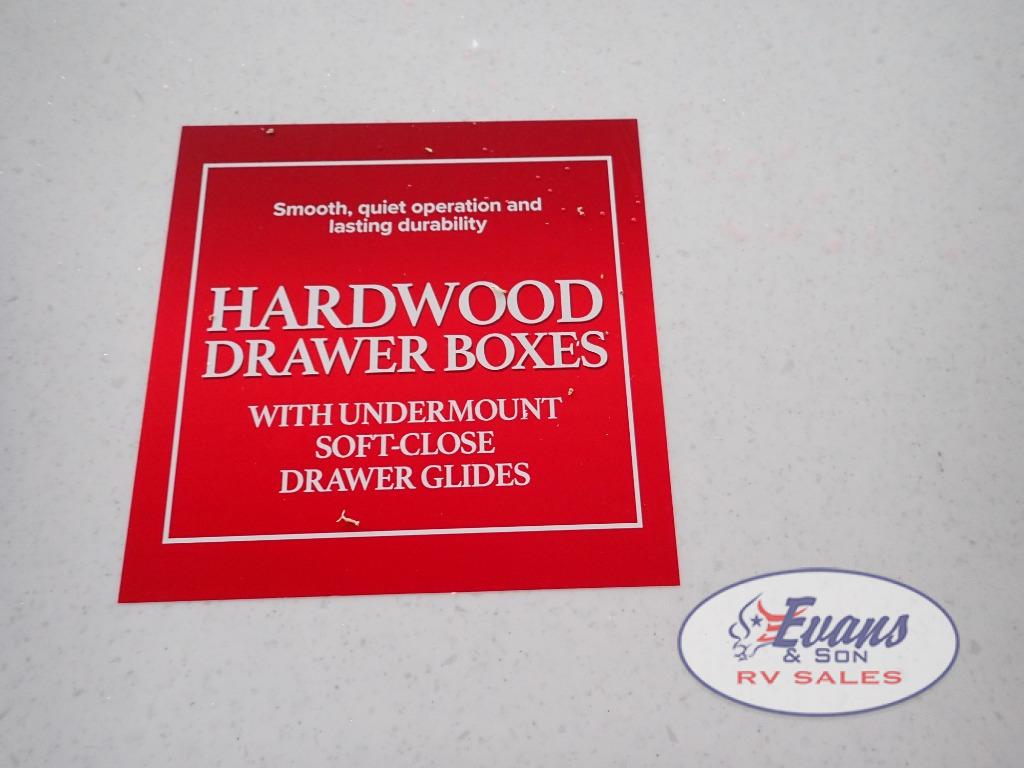 Smooth, quiet operation and
lasting durability
HARDWOOD
DRAWER BOXES
WITH UNDERMOUNT
SOFT-CLOSE
DRAWER GLIDES
Evans
& SON
RV SALES